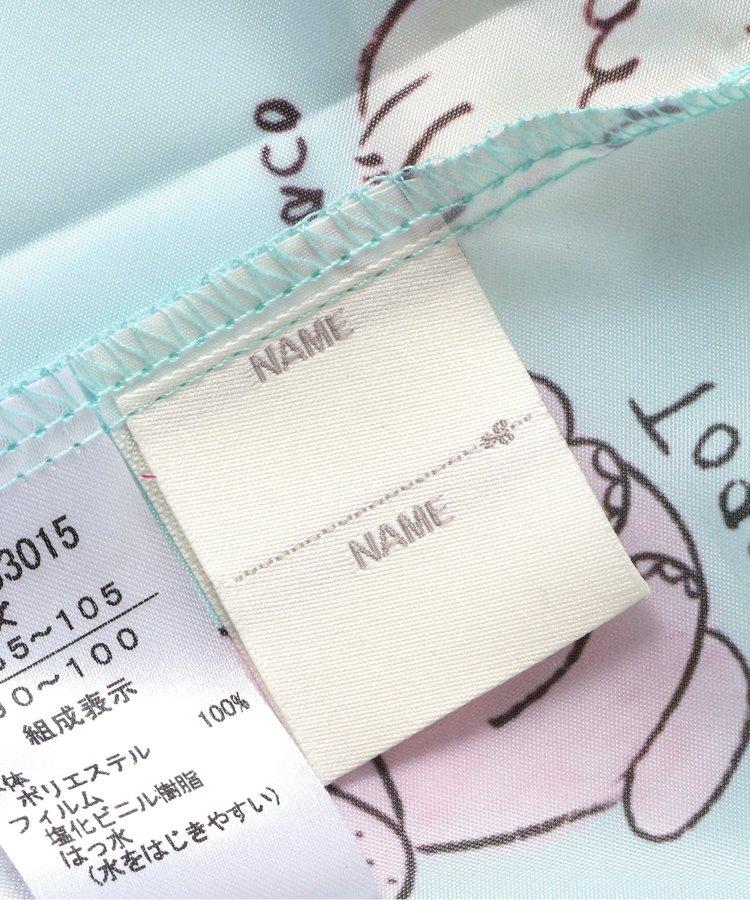 NAME
NAME
3015
5~105
90~100
組成表示
100%
ポリエステル
フィルム
塩化ビニル樹脂
はっ水
(水をはじきやすい)